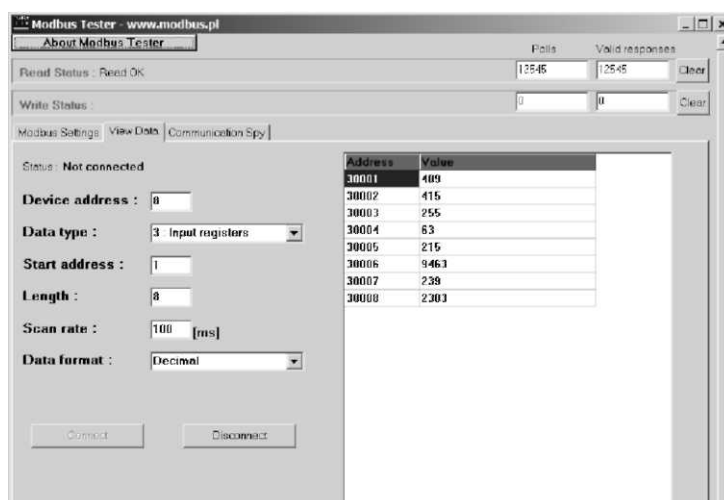 Modbus Tester - www.modbus.pl
About Modbus Tester
Polls Valid responses
Read Status : Read OK 12545 12545 Clear
Write Status : 0 0 Clear
Modbus Settings View Data Communication Spy
Status : Not connected
Device address : 8
Data type : 3 : Input registers
Start address : 1
Length : 8
Scan rate : 100 [ms]
Data format : Decimal
Connect Disconnect
Address Value
30001 409
30002 415
30003 255
30004 63
30005 215
30006 9463
30007 239
30008 2303